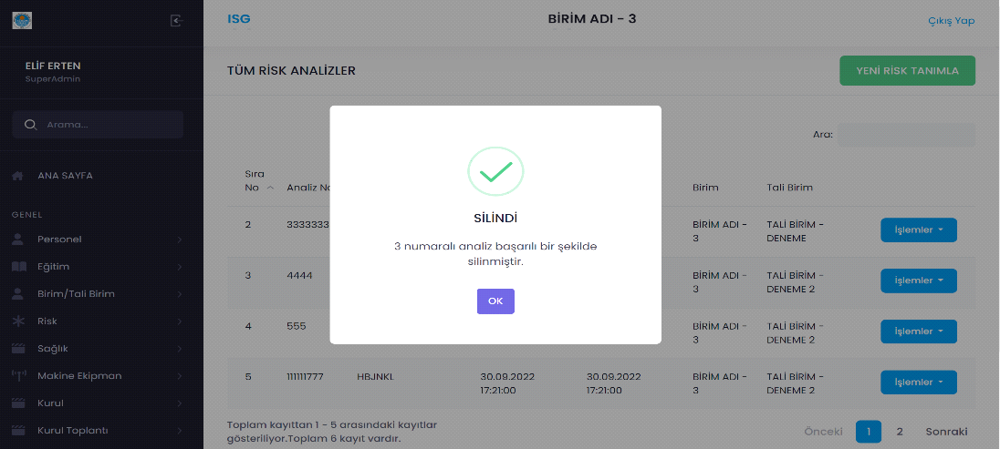 ISG
BİRİM ADI - 3
Çıkış Yap
ELİF ERTEN
SuperAdmin
Arama...
ANA SAYFA
GENEL
Personel
Eğitim
Birim/Tali Birim
Risk
Sağlık
Makine Ekipman
Kurul
Kurul Toplantı
TÜM RİSK ANALİZLER
YENİ RİSK TANIMLA
Ara:
Sıra
No
Analiz No
Birim
Tali Birim
2
3333333
BİRİM ADI -
3
TALİ BİRİM -
DENEME
İşlemler
3
4444
BİRİM ADI -
3
TALİ BİRİM -
DENEME 2
İşlemler
4
555
BİRİM ADI -
3
TALİ BİRİM -
DENEME 2
İşlemler
5
111111777
HBJNKL
30.09.2022
17:21:00
30.09.2022
17:21:00
BİRİM ADI -
3
TALİ BİRİM -
DENEME 2
İşlemler
Toplam kayıttan 1 - 5 arasındaki kayıtlar
gösteriliyor.Toplam 6 kayıt vardır.
Önceki
1
2
Sonraki
SİLİNDİ
3 numaralı analiz başarılı bir şekilde
silinmiştir.
OK